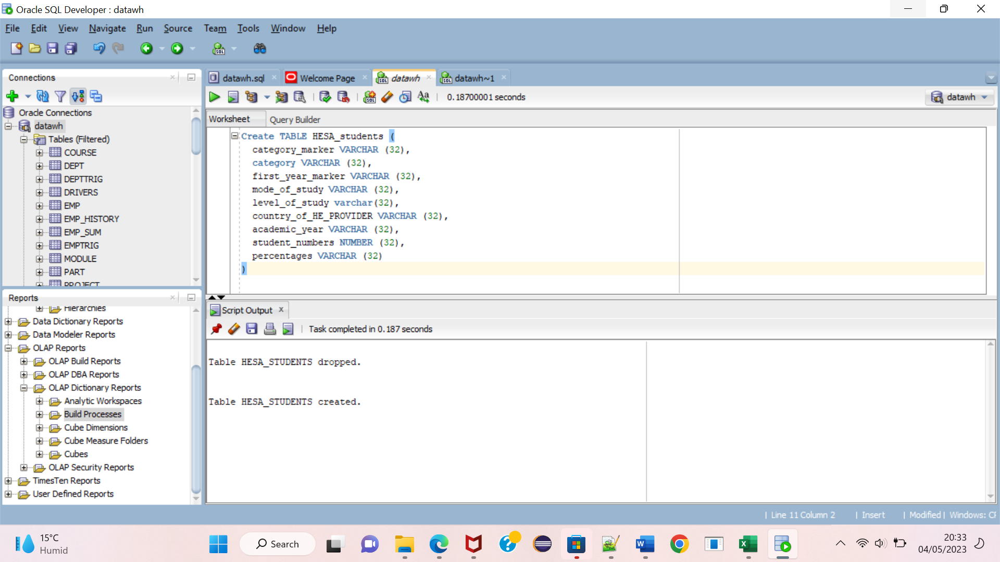 Oracle SQL Developer : datawh
File Edit View Navigate Run Source Team Tools Window Help
Connections
Oracle Connections
datawh
Tables (Filtered)
COURSE
DEPT
DEPTTRIG
DRIVERS
EMP
EMP_HISTORY
EMP_SUM
EMPTRIG
MODULE
PART
PROJECT
Reports
Hierarchies
Data Dictionary Reports
Data Modeler Reports
OLAP Reports
OLAP Build Reports
OLAP DBA Reports
OLAP Dictionary Reports
Analytic Workspaces
Build Processes
Cube Dimensions
Cube Measure Folders
Cubes
OLAP Security Reports
TimesTen Reports
User Defined Reports
datawh.sql Welcome Page datawh datawh~1
0.18700001 seconds
datawh
Worksheet Query Builder
Create TABLE HESA_students (
category_marker VARCHAR (32),
category VARCHAR (32),
first_year_marker VARCHAR (32),
mode_of_study VARCHAR (32),
level_of_study varchar(32),
country_of_HE_PROVIDER VARCHAR (32),
academic_year VARCHAR (32),
student_numbers NUMBER (32),
percentages VARCHAR (32)
)
Script Output
Task completed in 0.187 seconds
Table HESA_STUDENTS dropped.
Table HESA_STUDENTS created.
| Line 11 Column 2 | Insert | Modified | Windows: CF
15°C
Humid
Search
20:33
04/05/2023